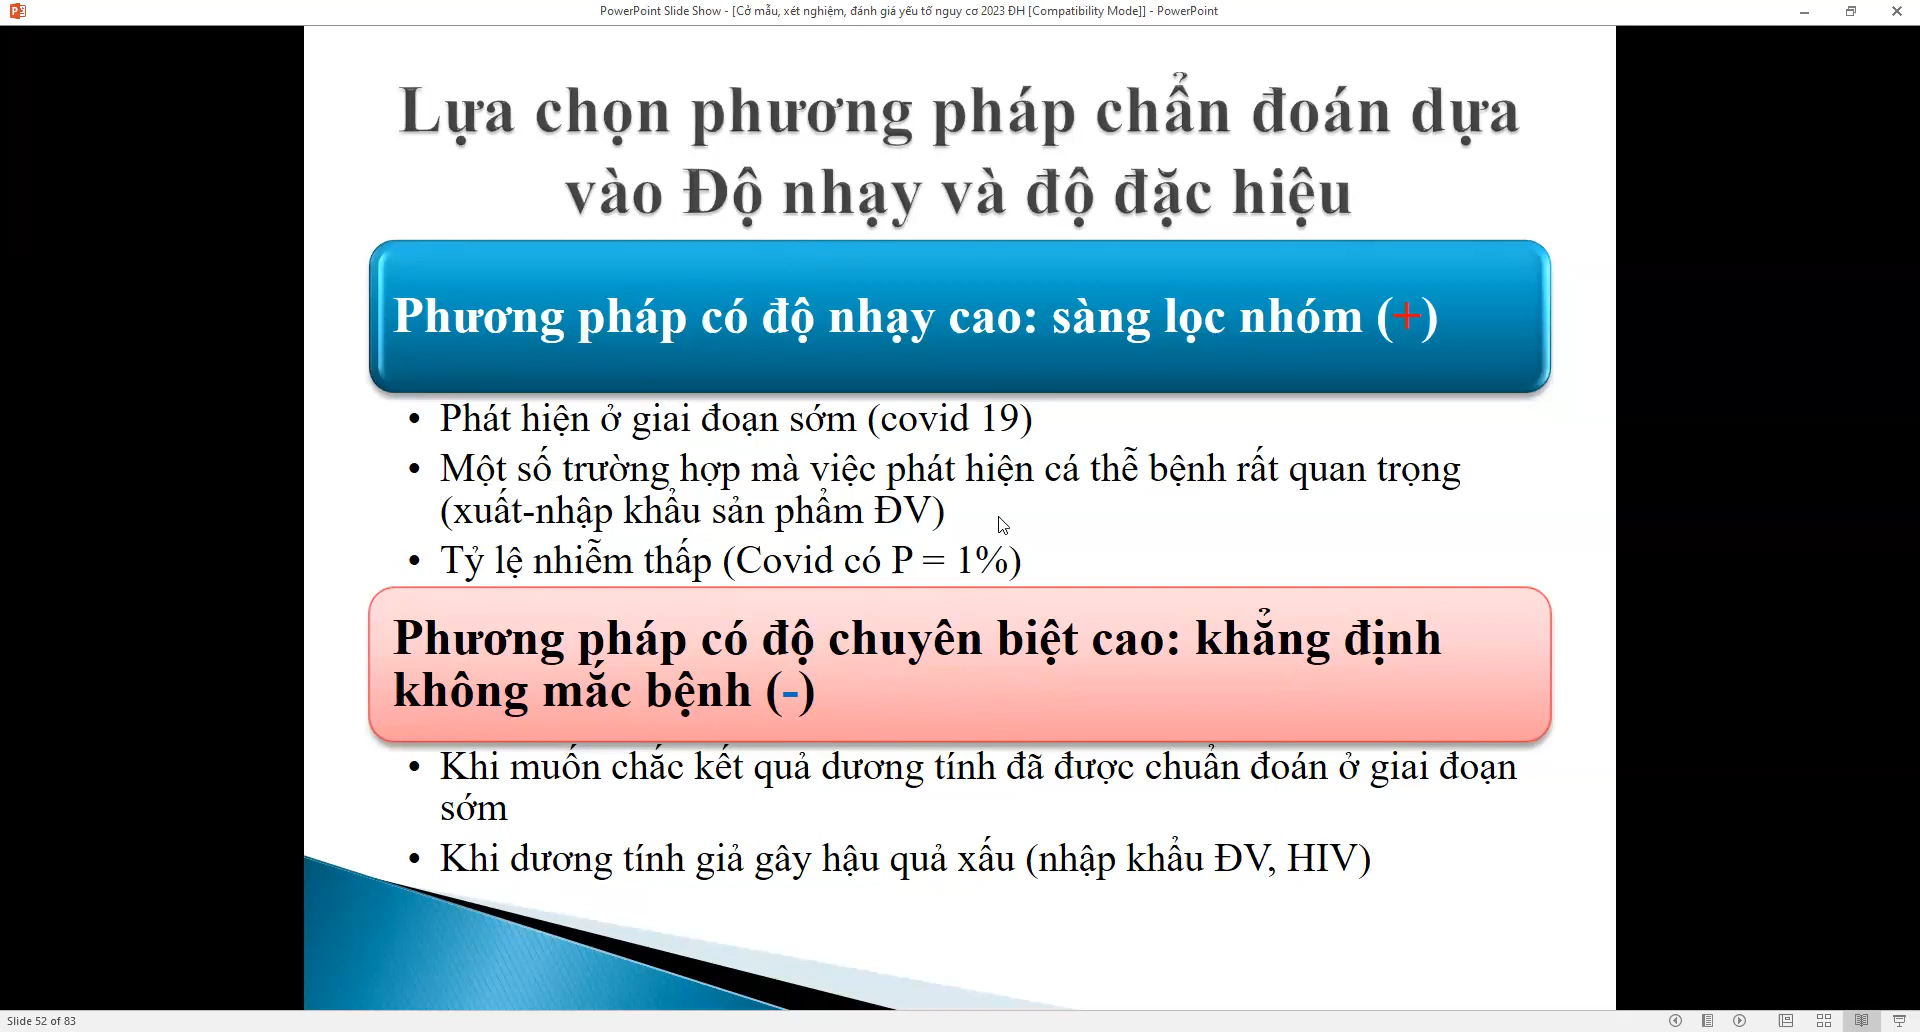 PowerPoint Slide Show - [Cở mẫu, xét nghiệm, đánh giá yếu tố nguy cơ 2023 ĐH [Compatibility Mode]] - PowerPoint
Lựa chọn phương pháp chẩn đoán dựa
vào Độ nhạy và độ đặc hiệu
Phương pháp có độ nhạy cao: sàng lọc nhóm (+)
• Phát hiện ở giai đoạn sớm (covid 19)
• Một số trường hợp mà việc phát hiện cá thễ bệnh rất quan trọng
(xuất-nhập khẩu sản phẩm ĐV)
• Tỷ lệ nhiễm thấp (Covid có P = 1%)
Phương pháp có độ chuyên biệt cao: khẳng định
không mắc bệnh (-)
• Khi muốn chắc kết quả dương tính đã được chuẩn đoán ở giai đoạn
sớm
• Khi dương tính giả gây hậu quả xấu (nhập khẩu ĐV, HIV)
Slide 52 of 83